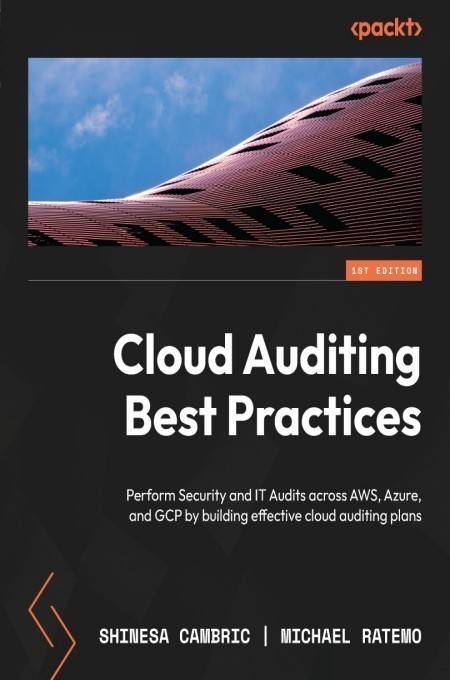 <packt>
1ST EDITION
Cloud Auditing
Best Practices
Perform Security and IT Audits across AWS, Azure,
and GCP by building effective cloud auditing plans
SHINESA CAMBRIC | MICHAEL RATEMO